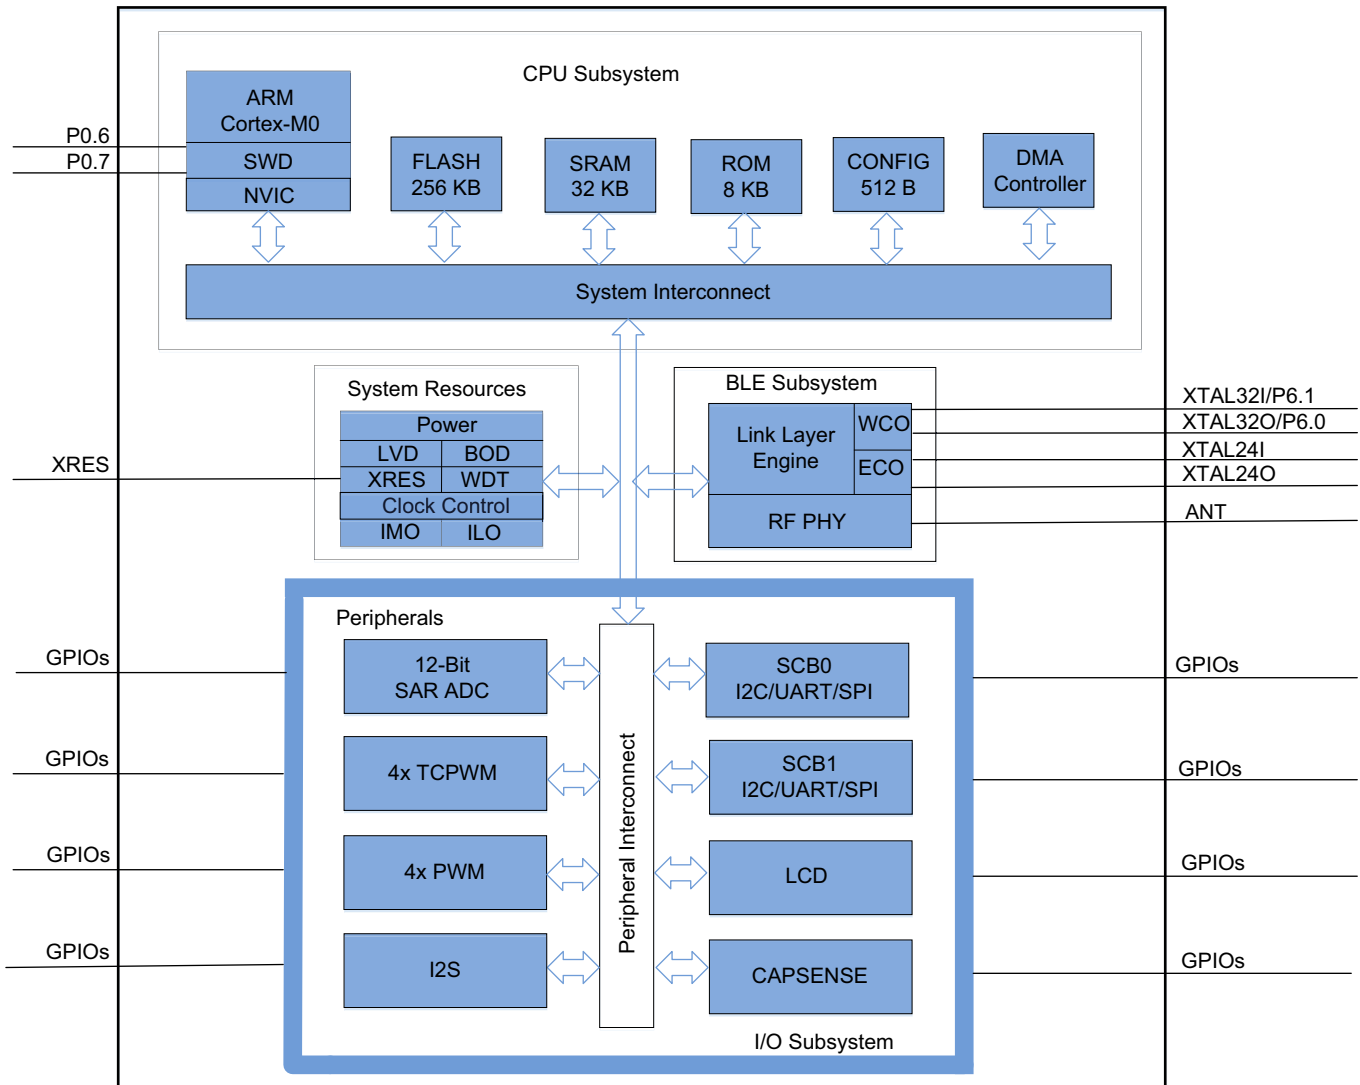 CPU Subsystem
ARM
Cortex-M0
SWD
NVIC
FLASH
256 KB
SRAM
32 KB
ROM
8 KB
CONFIG
512 B
DMA
Controller
P0.6
P0.7
System Interconnect
System Resources
Power
LVD
BOD
XRES
WDT
Clock Control
IMO
ILO
XRES
BLE Subsystem
Link Layer
Engine
WCO
ECO
RF PHY
XTAL32I/P6.1
XTAL32O/P6.0
XTAL24I
XTAL24O
ANT
Peripherals
12-Bit
SAR ADC
4x TCPWM
4x PWM
I2S
Peripheral Interconnect
SCB0
I2C/UART/SPI
SCB1
I2C/UART/SPI
LCD
CAPSENSE
I/O Subsystem
GPIOs
GPIOs
GPIOs
GPIOs
GPIOs
GPIOs
GPIOs
GPIOs